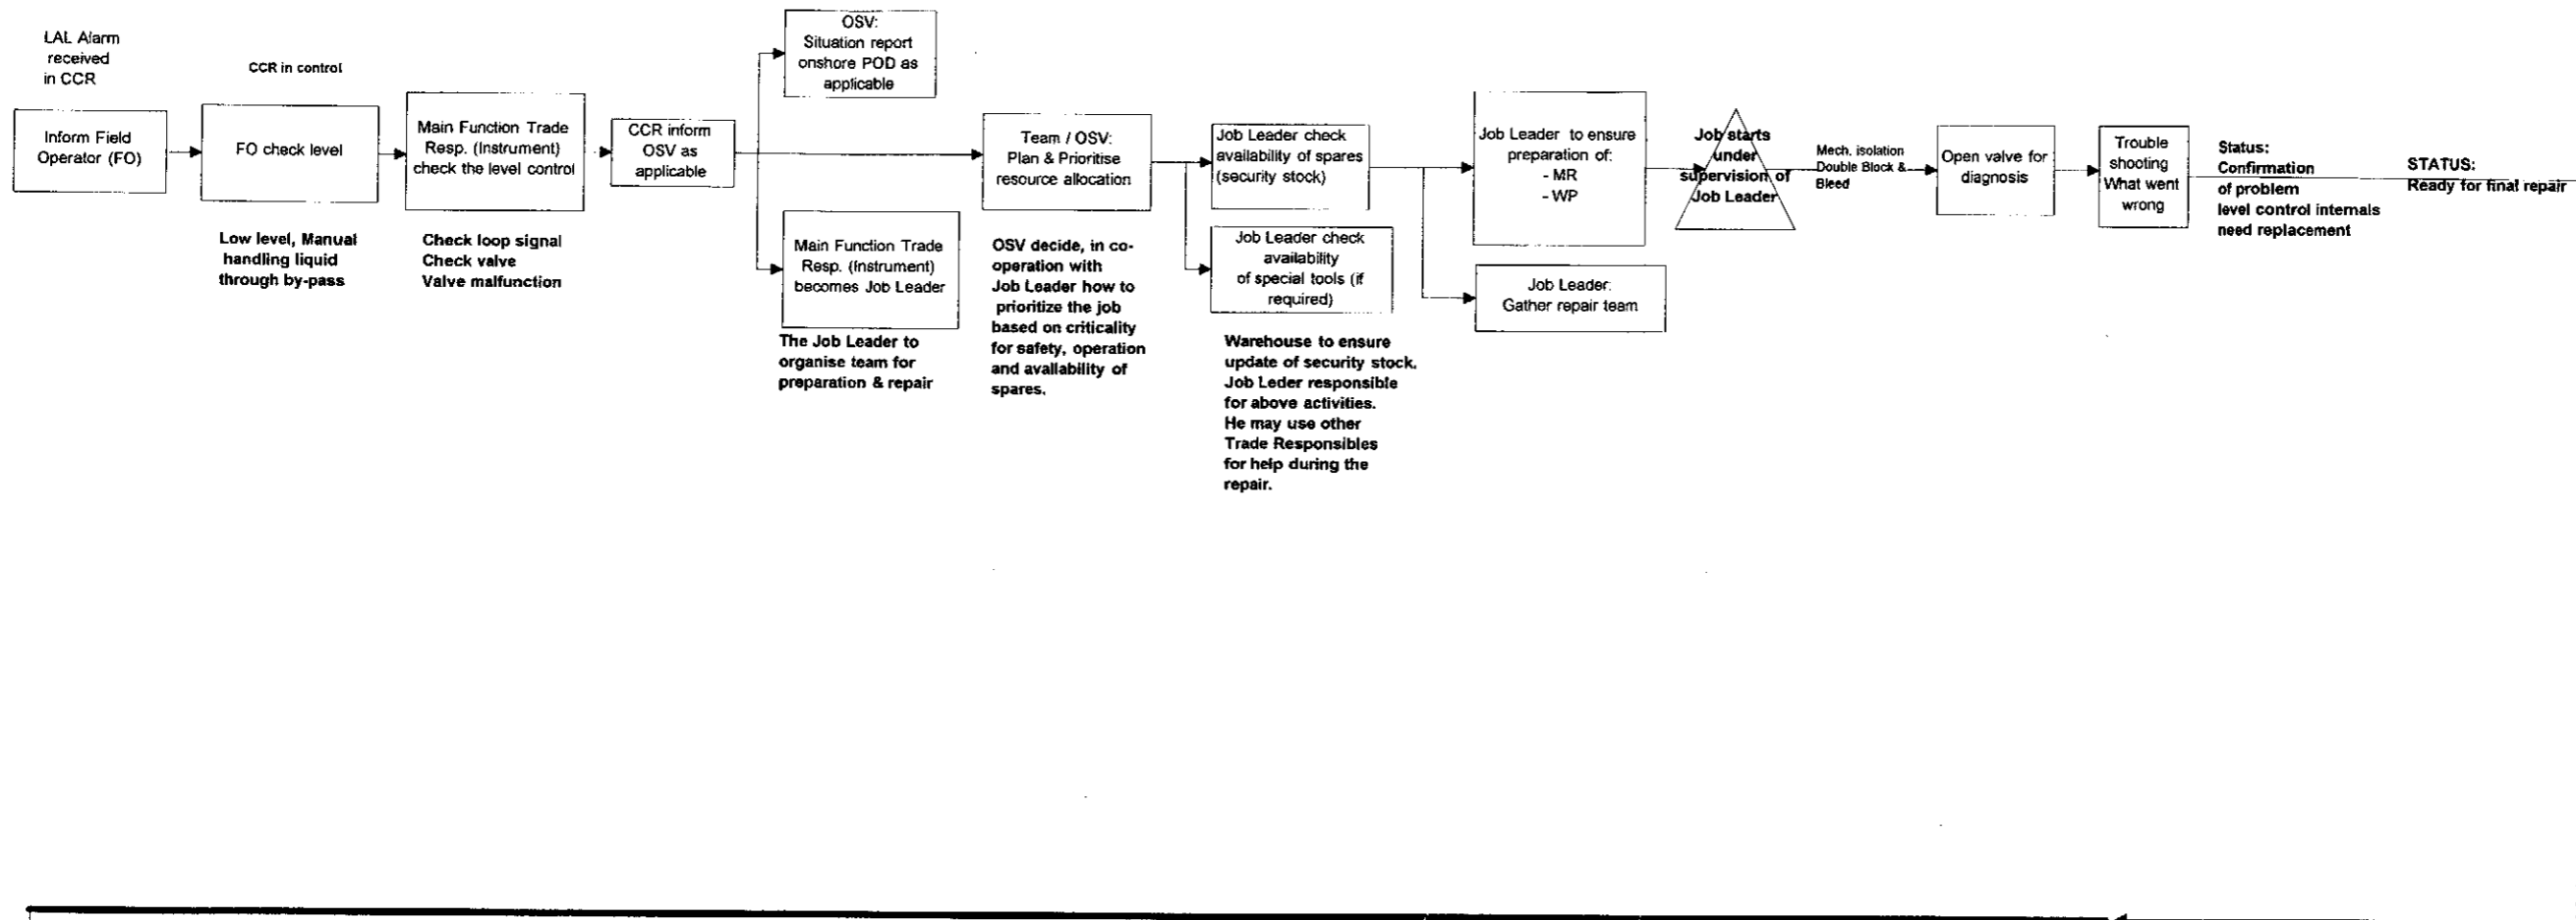 LAL Alarm
received
in CCR
Inform Field
Operator (FO)
CCR in control
FO check level
Low level, Manual
handling liquid
through by-pass
Main Function Trade
Resp. (Instrument)
check the level control
Check loop signal
Check valve
Valve malfunction
CCR inform
OSV as
applicable
OSV:
Situation report
onshore POD as
applicable
Main Function Trade
Resp. (Instrument)
becomes Job Leader
The Job Leader to
organise team for
preparation & repair
Team / OSV:
Plan & Prioritise
resource allocation
OSV decide, in co-
operation with
Job Leader how to
prioritize the job
based on criticality
for safety, operation
and availability of
spares.
Job Leader check
availability of spares
(security stock)
Job Leader check
availability
of special tools (if
required)
Warehouse to ensure
update of security stock.
Job Leder responsible
for above activities.
He may use other
Trade Responsibles
for help during the
repair.
Job Leader to ensure
preparation of:
- MR
- WP
Job Leader:
Gather repair team
Job starts
under
supervision of
Job Leader
Mech. isolation
Double Block &
Bleed
Open valve for
diagnosis
Trouble
shooting
What went
wrong
Status:
Confirmation
of problem
level control internals
need replacement
STATUS:
Ready for final repair